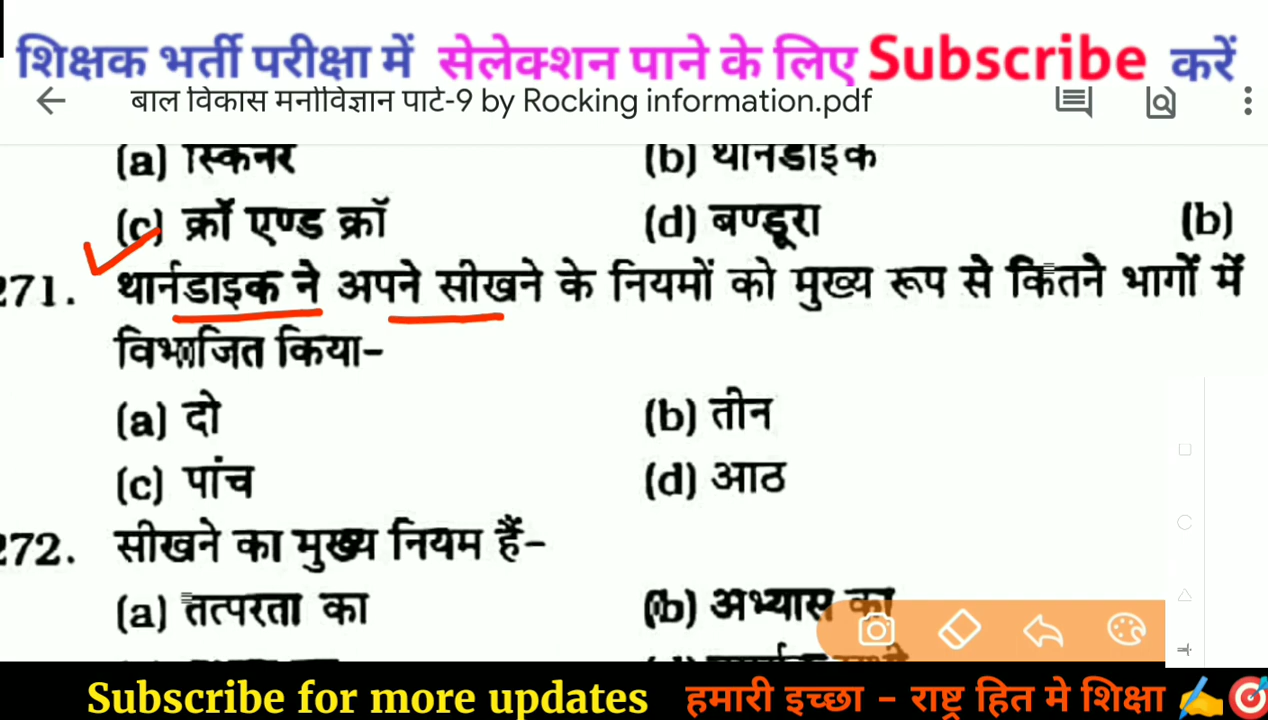 शिक्षक भर्ती परीक्षा में सेलेक्शन पाने के लिए Subscribe करें
बाल विकास मनोविज्ञान पार्ट-9 by Rocking information.pdf
(a) स्किनर (b) थार्नडाइक
(c) क्रॉ एण्ड क्रॉ (d) बण्डूरा (b)
271. थार्नडाइक ने अपने सीखने के नियमों को मुख्य रूप से कितने भागों में
विभाजित किया-
(a) दो (b) तीन
(c) पांच (d) आठ
272. सीखने का मुख्य नियम हैं-
(a) तत्परता का (b) अभ्यास का
Subscribe for more updates हमारी इच्छा - राष्ट्र हित मे शिक्षा